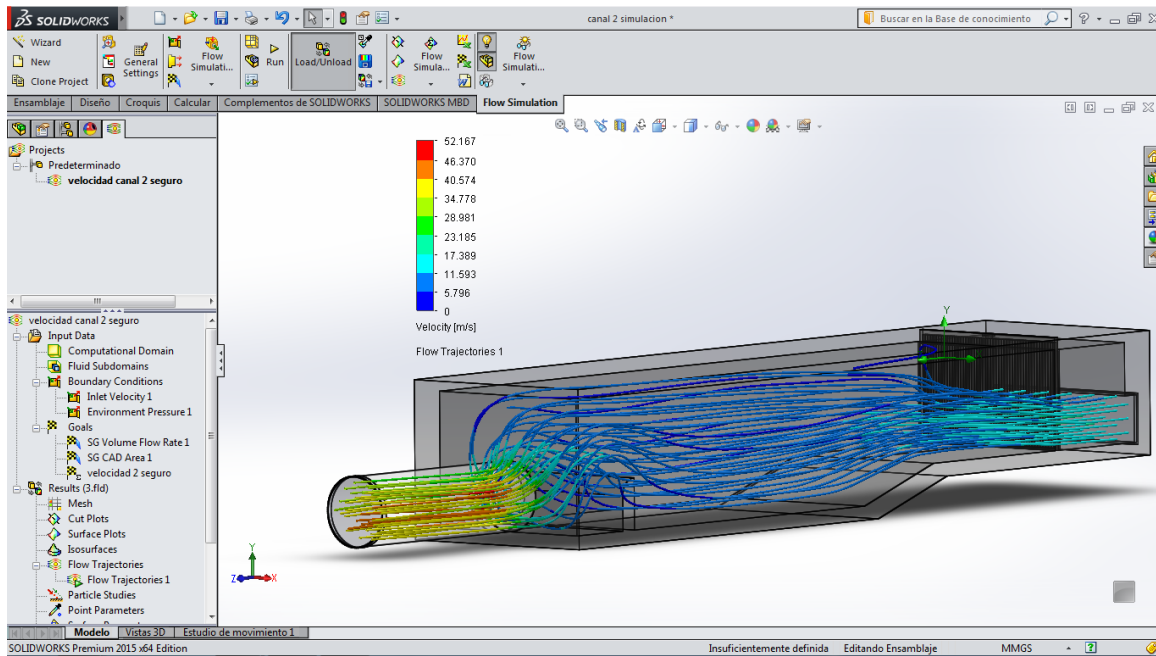 SOLIDWORKS
canal 2 simulacion *
Buscar en la Base de conocimiento
Wizard
New
Clone Project
General Settings
Flow Simulati...
Run
Load/Unload
Flow Simula...
Flow Simulati...
Ensamblaje
Diseño
Croquis
Calcular
Complementos de SOLIDWORKS
SOLIDWORKS MBD
Flow Simulation
Projects
Predeterminado
velocidad canal 2 seguro
velocidad canal 2 seguro
Input Data
Computational Domain
Fluid Subdomains
Boundary Conditions
Inlet Velocity 1
Environment Pressure 1
Goals
SG Volume Flow Rate 1
SG CAD Area 1
velocidad 2 seguro
Results (3.fld)
Mesh
Cut Plots
Surface Plots
Isosurfaces
Flow Trajectories
Flow Trajectories 1
Particle Studies
Point Parameters
52.167
46.370
40.574
34.778
28.981
23.185
17.389
11.593
5.796
0
Velocity [m/s]
Flow Trajectories 1
Y
Y
Z
X
Modelo
Vistas 3D
Estudio de movimiento 1
SOLIDWORKS Premium 2015 x64 Edition
Insuficientemente definida
Editando Ensamblaje
MMGS